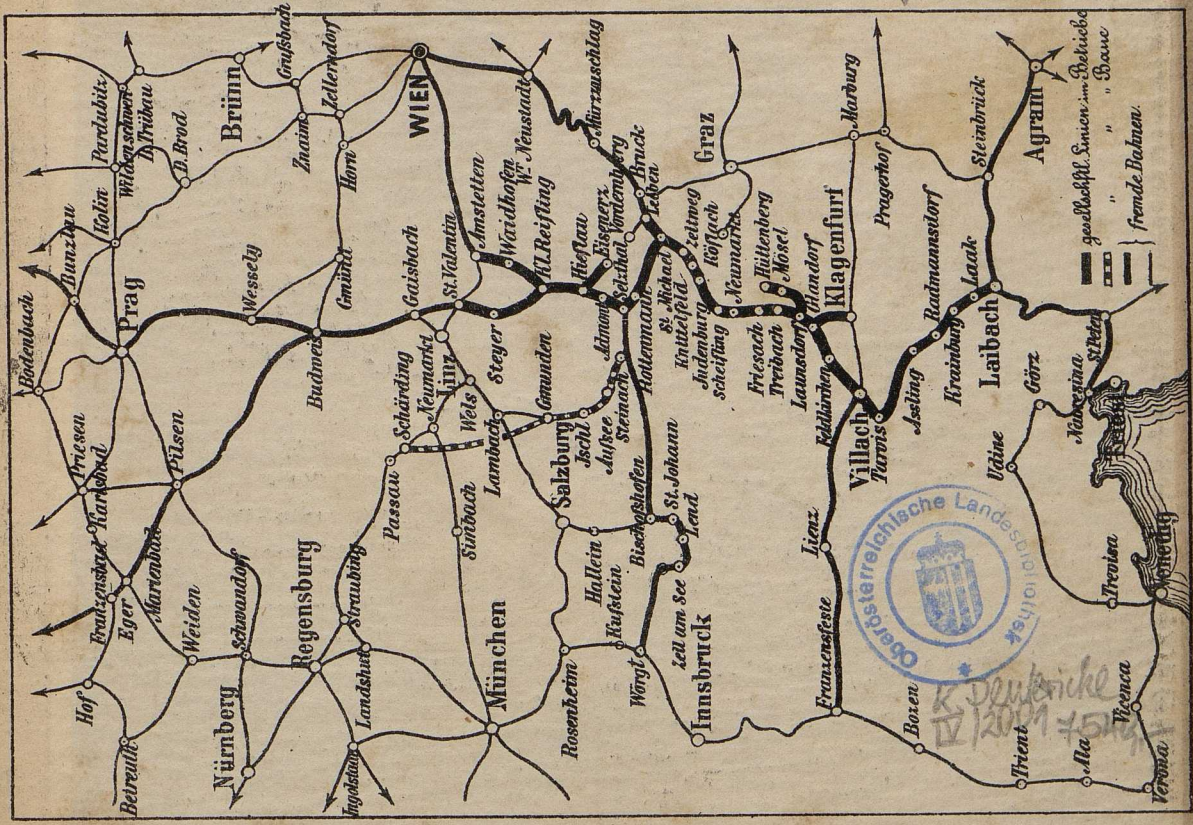 Bodenbach
Bunzlau
Kolin
Pardubitz
Wildenschwert
B. Trübau
D. Brod
Brünn
Grußbach
Zellerndorf
Znaim
Horn
WIEN
Prag
Wessely
Gmünd
Budweis
Gaisbach
St. Valentin
Amstetten
Waidhofen
Wr. Neustadt
Kl. Reifling
Mürzzuschlag
Priesen
Karlsbad
Pilsen
Franzensbad
Eger
Marienbad
Hof
Beireuth
Weiden
Schwandorf
Nürnberg
Regensburg
Straubing
Landshut
Ingolstadt
Passau
Schärding
Neumarkt
Linz
Wels
Steyer
Lambach
Gmunden
Simbach
München
Salzburg
Ischl
Aussee
Steinach
Admont
Hieflau
Eisenerz
Vordernberg
Selzthal
Rotenmann
Bruck
Leoben
Hallein
Bischofshofen
St. Johann
Lend
Zell am See
Kufstein
Rosenheim
Wörgl
Innsbruck
St. Michael
Knittelfeld
Judenburg
Scheifling
Zeltweg
Köflach
Neumarkt
Graz
Hüttenberg
Mösel
Friesach
Treibach
Launsdorf
Glandorf
Klagenfurt
Marburg
Pragerhof
Steinbrück
Agram
Feldkirchen
Villach
Tarvis
Assling
Radmannsdorf
Krainburg
Laak
Laibach
Lienz
Franzensfeste
Bozen
Trient
Ala
Verona
Vicenca
Treviso
Venedig
Udine
Görz
Nabresina
St. Peter
Triest
gesellschftl. Linien im Betriebe
" " " Baue
} fremde Bahnen.
Oberösterreichische Landesbibliothek
IV/2001